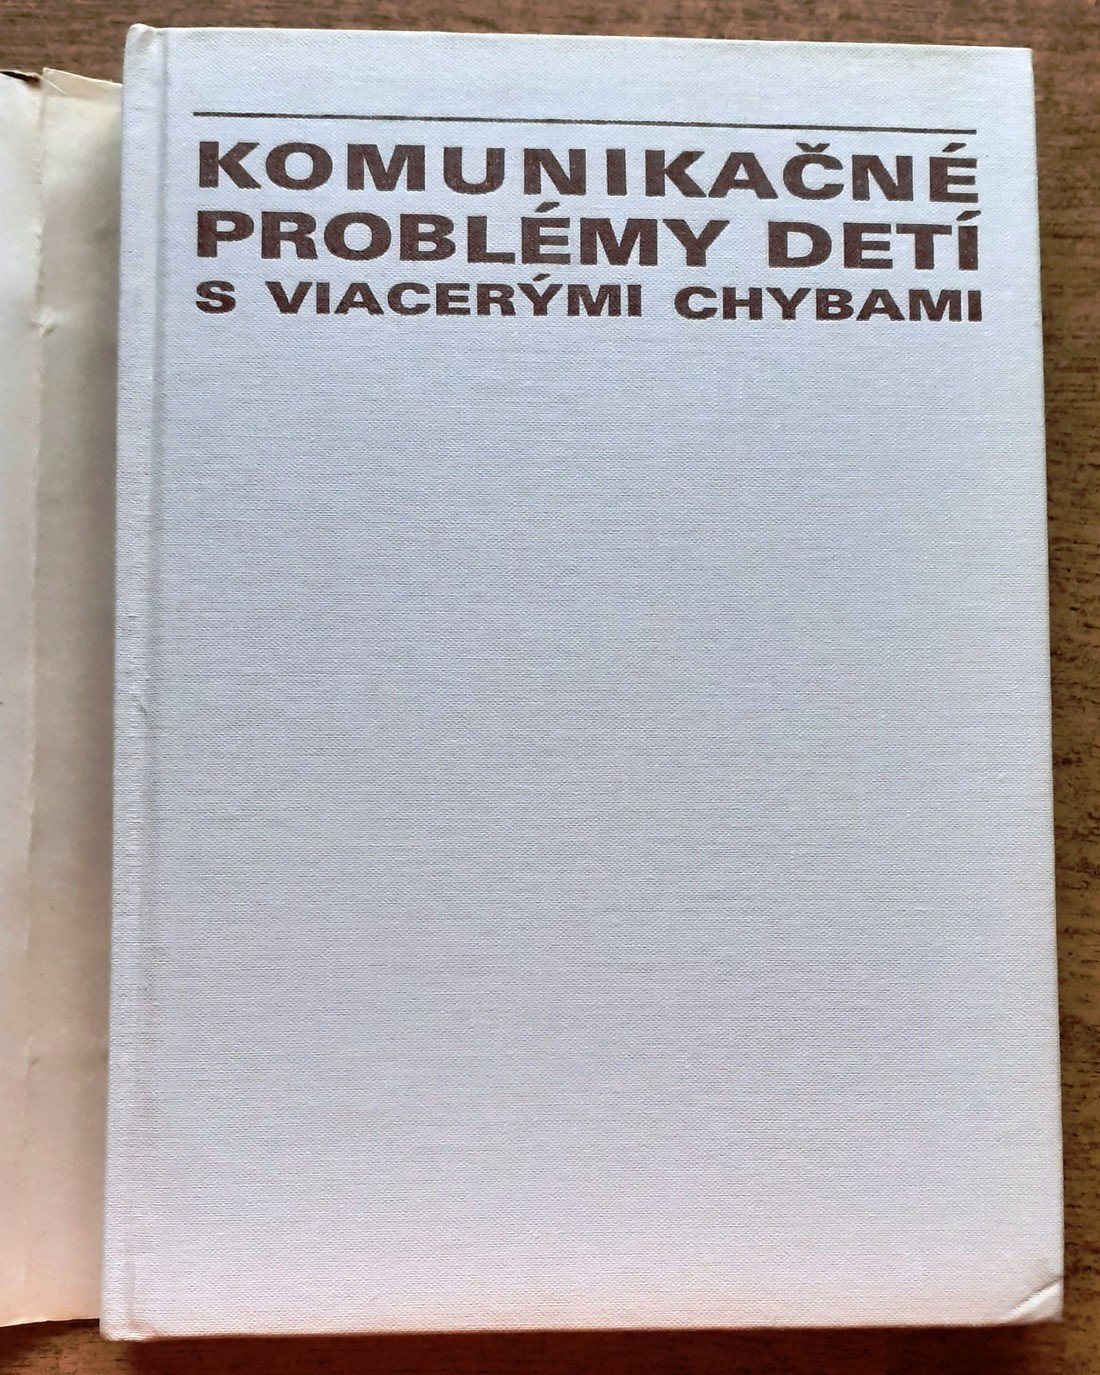 KOMUNIKAČNÉ
PROBLÉMY DETÍ
S VIACERÝMI CHYBAMI